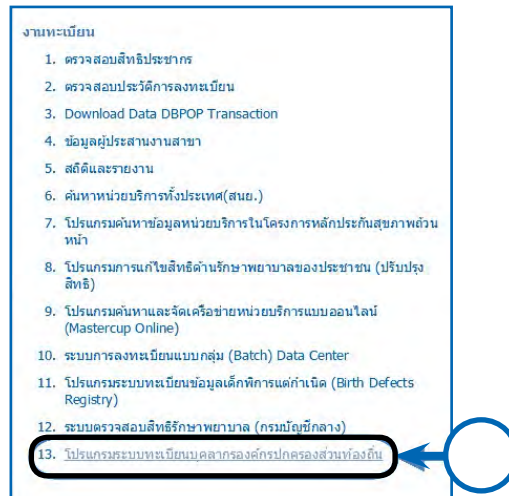 งานทะเบียน
1. ตรวจสอบสิทธิประชากร
2. ตรวจสอบประวัติการลงทะเบียน
3. Download Data DBPOP Transaction
4. ข้อมูลผู้ประสานงานสาขา
5. สถิติและรายงาน
6. ค้นหาหน่วยบริการทั้งประเทศ(สนย.)
7. โปรแกรมค้นหาข้อมูลหน่วยบริการในโครงการหลักประกันสุขภาพถ้วน
หน้า
8. โปรแกรมการแก้ไขสิทธิด้านรักษาพยาบาลของประชาชน (ปรับปรุง
สิทธิ)
9. โปรแกรมค้นหาและจัดเครือข่ายหน่วยบริการแบบออนไลน์
(Mastercup Online)
10. ระบบการลงทะเบียนแบบกลุ่ม (Batch) Data Center
11. โปรแกรมระบบทะเบียนข้อมูลเด็กพิการแต่กำเนิด (Birth Defects
Registry)
12. ระบบตรวจสอบสิทธิรักษาพยาบาล (กรมบัญชีกลาง)
13. โปรแกรมระบบทะเบียนบุคลากรองค์กรปกครองส่วนท้องถิ่น